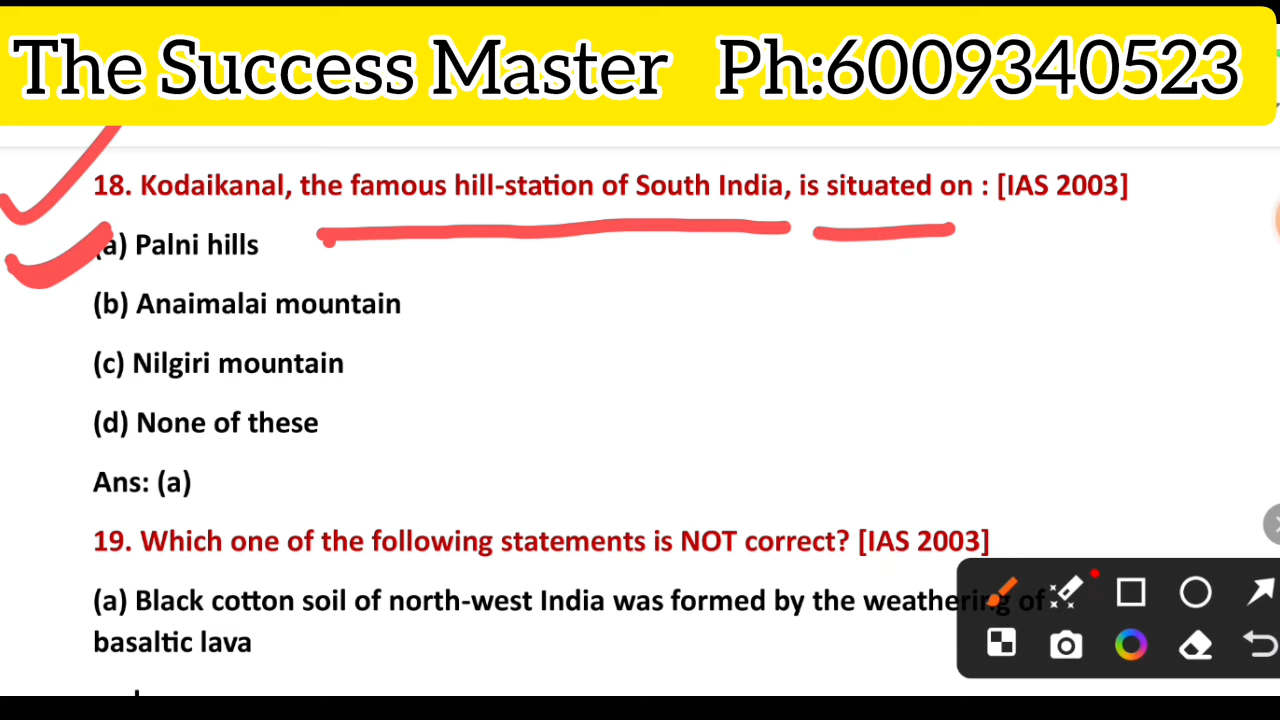 The Success Master Ph:6009340523
18. Kodaikanal, the famous hill-station of South India, is situated on : [IAS 2003]
(a) Palni hills
(b) Anaimalai mountain
(c) Nilgiri mountain
(d) None of these
Ans: (a)
19. Which one of the following statements is NOT correct? [IAS 2003]
(a) Black cotton soil of north-west India was formed by the weathering of
basaltic lava